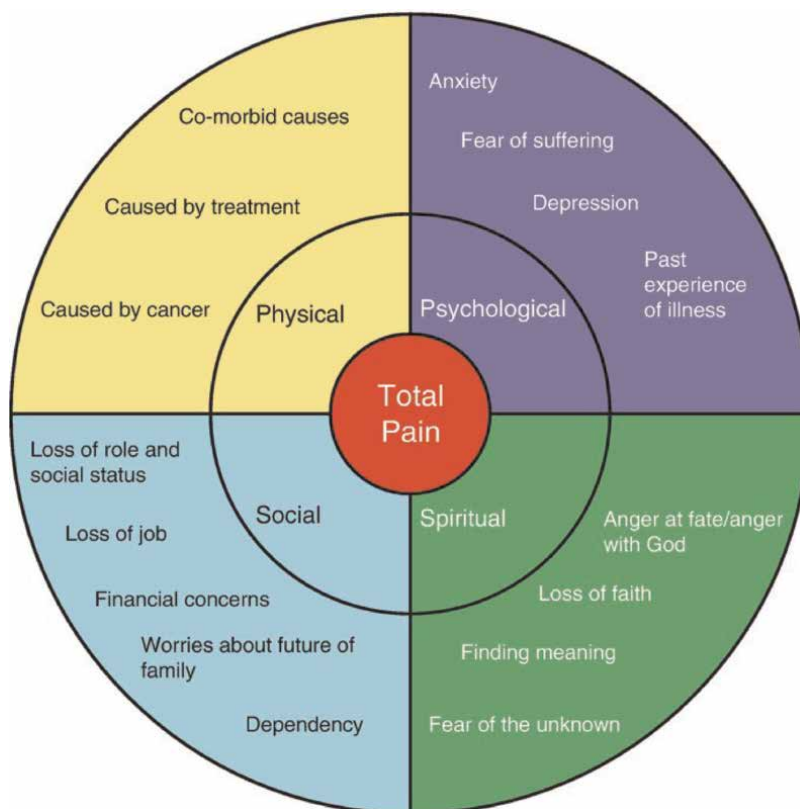 Co-morbid causes
Caused by treatment
Caused by cancer
Physical
Anxiety
Fear of suffering
Depression
Past
experience
of illness
Psychological
Total
Pain
Loss of role and
social status
Loss of job
Financial concerns
Worries about future of
family
Dependency
Social
Spiritual
Anger at fate/anger
with God
Loss of faith
Finding meaning
Fear of the unknown